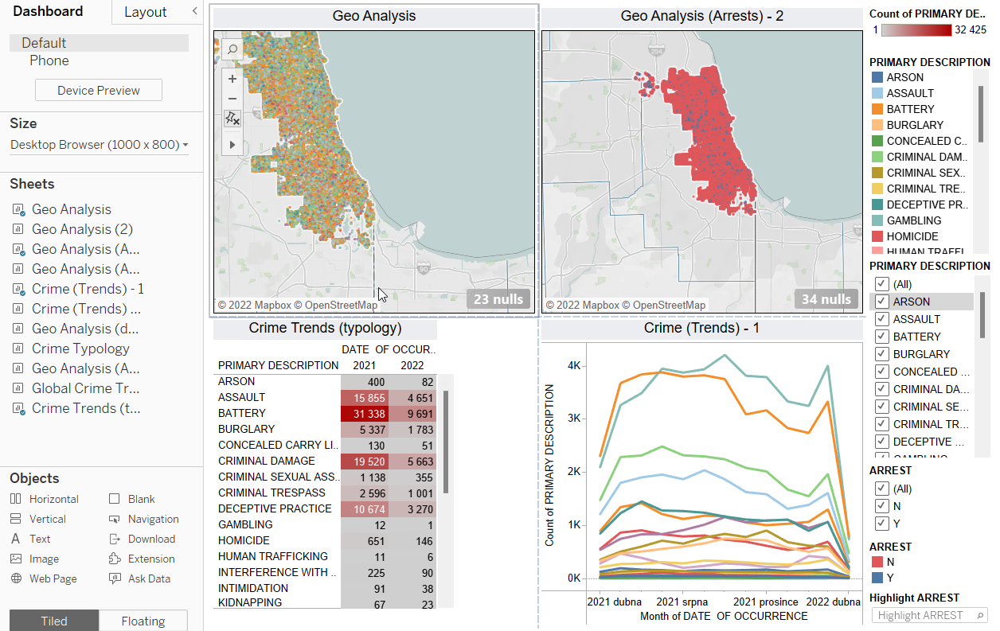 Dashboard
Layout
Default
Phone
Device Preview
Size
Desktop Browser (1000 x 800)
Sheets
Geo Analysis
Geo Analysis (2)
Geo Analysis (A...
Geo Analysis (A...
Crime (Trends) - 1
Crime (Trends) ...
Geo Analysis (d...
Crime Typology
Geo Analysis (A...
Global Crime Tr...
Crime Trends (t...
Objects
Horizontal
Blank
Vertical
Navigation
Text
Download
Image
Extension
Web Page
Ask Data
Tiled
Floating
Geo Analysis
90
© 2022 Mapbox © OpenStreetMap
23 nulls
Geo Analysis (Arrests) - 2
294
© 2022 Mapbox © OpenStreetMap
34 nulls
Crime Trends (typology)
DATE OF OCCUR..
PRIMARY DESCRIPTION 2021 2022
ARSON 400 82
ASSAULT 15 855 4 651
BATTERY 31 338 9 691
BURGLARY 5 337 1 783
CONCEALED CARRY LI.. 130 51
CRIMINAL DAMAGE 19 520 5 663
CRIMINAL SEXUAL ASS.. 1 138 355
CRIMINAL TRESPASS 2 596 1 001
DECEPTIVE PRACTICE 10 674 3 270
GAMBLING 12 1
HOMICIDE 651 146
HUMAN TRAFFICKING 11 6
INTERFERENCE WITH .. 225 90
INTIMIDATION 91 38
KIDNAPPING 67 23
Crime (Trends) - 1
Count of PRIMARY DESCRIPTION
4K
3K
2K
1K
0K
2021 dubna 2021 srpna 2021 prosince 2022 dubna
Month of DATE OF OCCURRENCE
Count of PRIMARY DE..
1 32 425
PRIMARY DESCRIPTION
ARSON
ASSAULT
BATTERY
BURGLARY
CONCEALED C..
CRIMINAL DAM..
CRIMINAL SEX..
CRIMINAL TRE..
DECEPTIVE PR..
GAMBLING
HOMICIDE
HUMAN TRAFFI
PRIMARY DESCRIPTION
(All)
ARSON
ASSAULT
BATTERY
BURGLARY
CONCEALED ...
CRIMINAL DA...
CRIMINAL SE...
CRIMINAL TR...
DECEPTIVE ...
GAMBLING
ARREST
(All)
N
Y
ARREST
N
Y
Highlight ARREST
Highlight ARREST